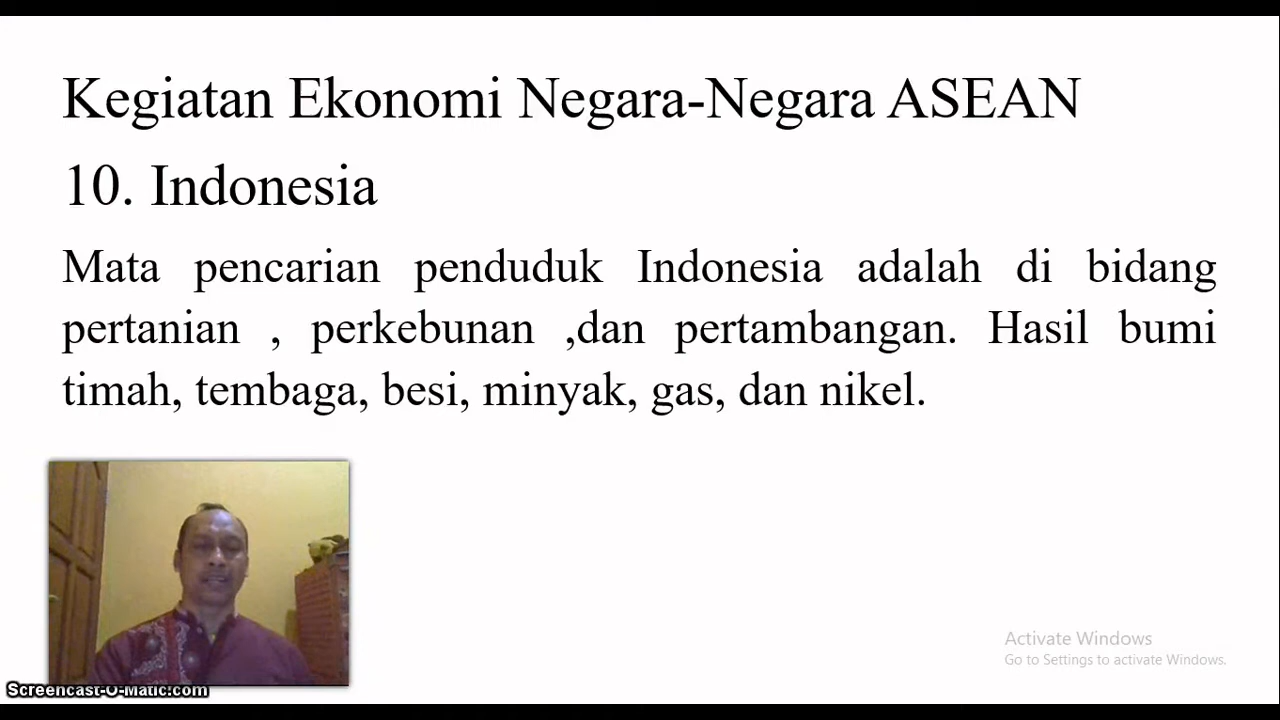 Kegiatan Ekonomi Negara-Negara ASEAN
10. Indonesia
Mata pencarian penduduk Indonesia adalah di bidang
pertanian , perkebunan ,dan pertambangan. Hasil bumi
timah, tembaga, besi, minyak, gas, dan nikel.
Activate Windows
Go to Settings to activate Windows.
Screencast-O-Matic.com